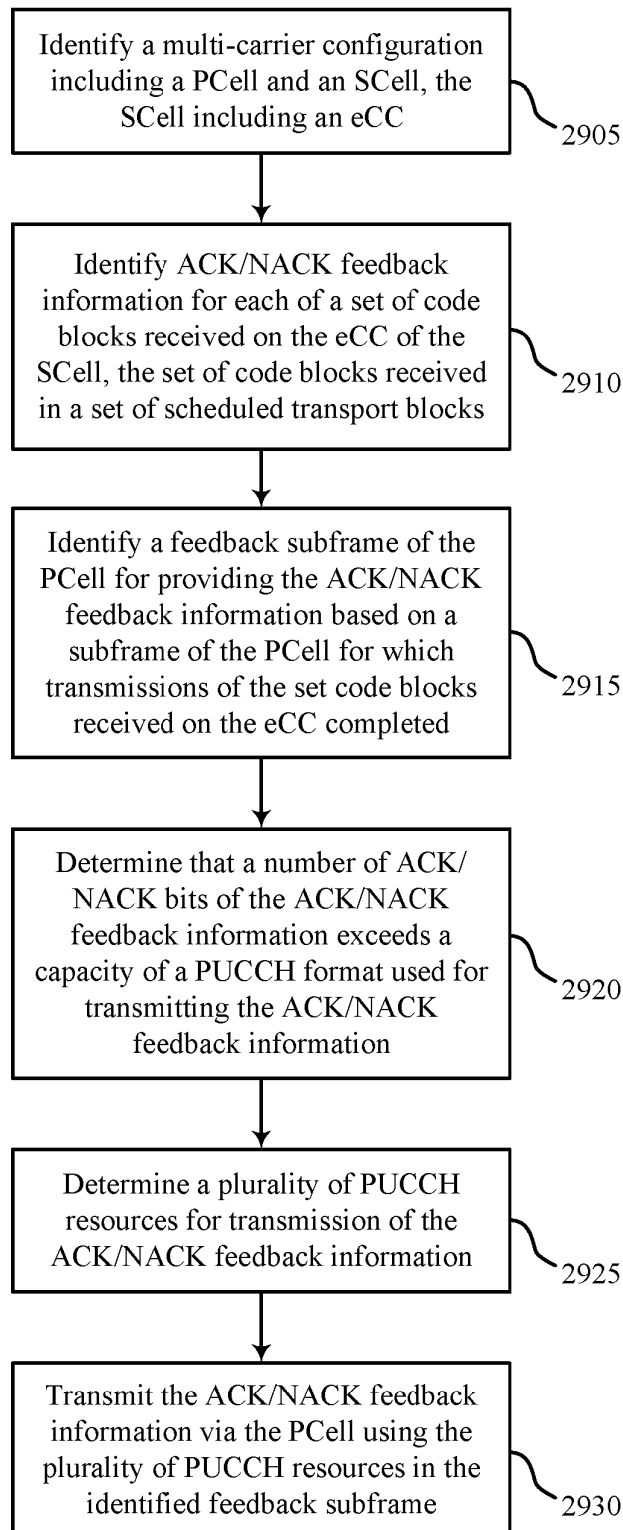 Identify a multi-carrier configuration
including a PCell and an SCell, the
SCell including an eCC
2905
Identify ACK/NACK feedback
information for each of a set of code
blocks received on the eCC of the
SCell, the set of code blocks received
in a set of scheduled transport blocks
2910
Identify a feedback subframe of the
PCell for providing the ACK/NACK
feedback information based on a
subframe of the PCell for which
transmissions of the set code blocks
received on the eCC completed
2915
Determine that a number of ACK/
NACK bits of the ACK/NACK
feedback information exceeds a
capacity of a PUCCH format used for
transmitting the ACK/NACK
feedback information
2920
Determine a plurality of PUCCH
resources for transmission of the
ACK/NACK feedback information
2925
Transmit the ACK/NACK feedback
information via the PCell using the
plurality of PUCCH resources in the
identified feedback subframe
2930